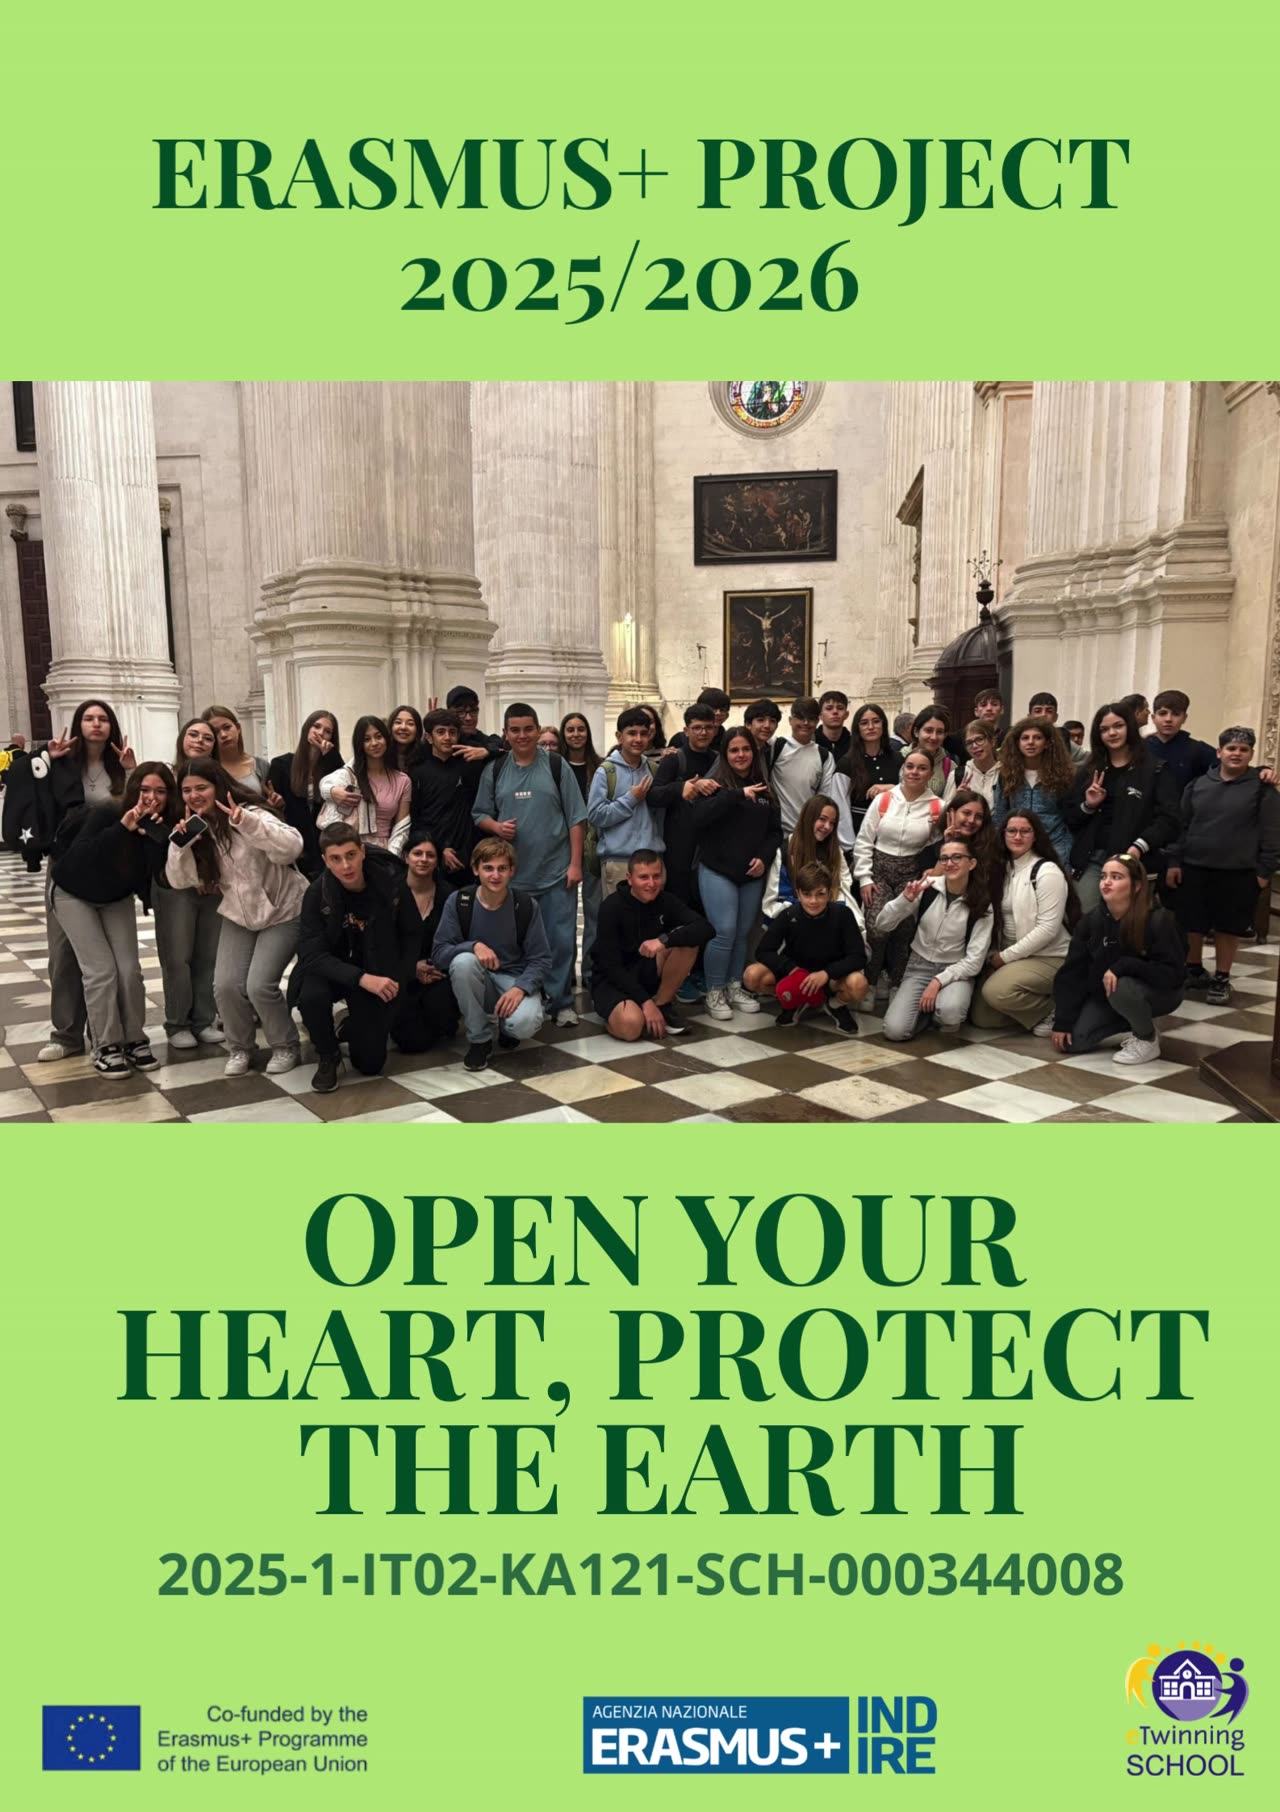 ERASMUS+ PROJECT
2025/2026
OPEN YOUR
HEART, PROTECT
THE EARTH
2025-1-IT02-KA121-SCH-000344008
Co-funded by the
Erasmus+ Programme
of the European Union
AGENZIA NAZIONALE
ERASMUS+
IND
IRE
eTwinning
SCHOOL